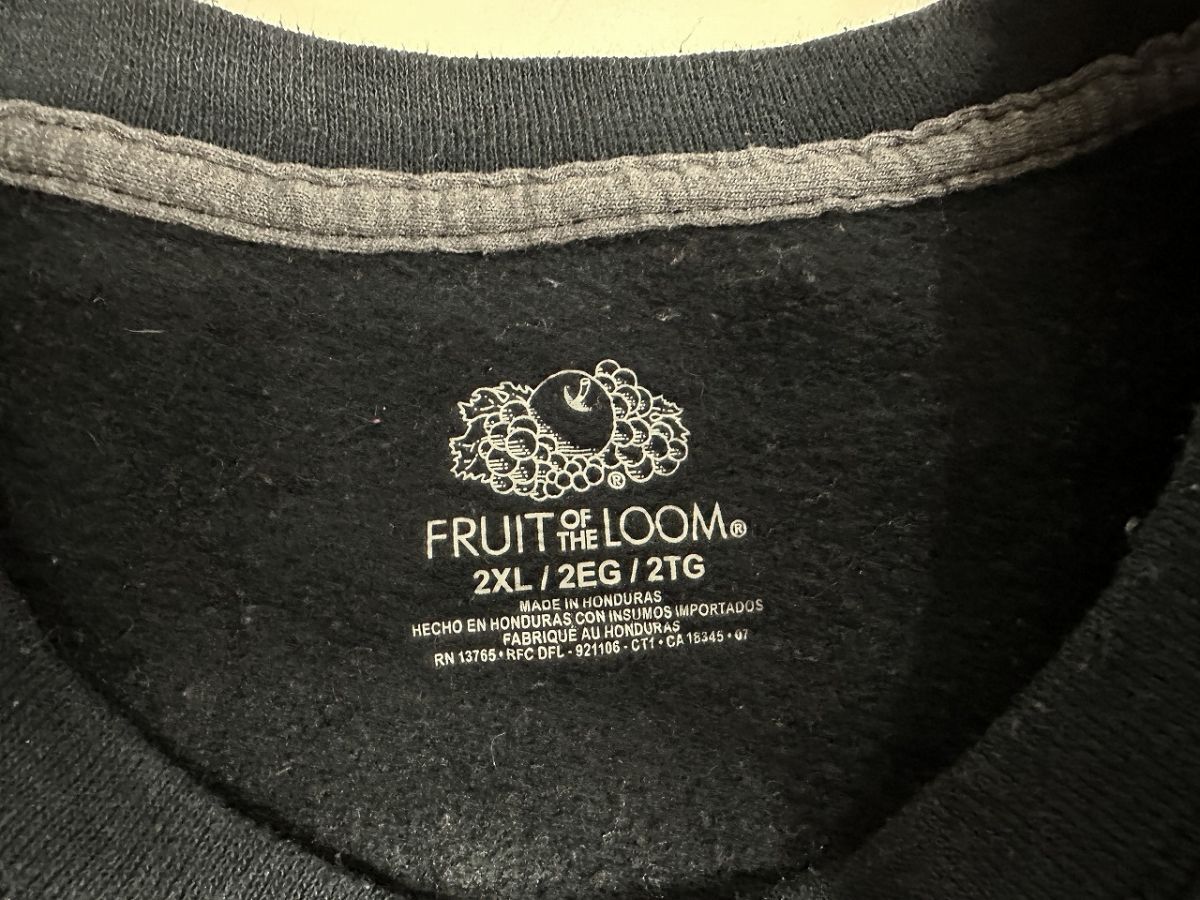 ®
FRUIT OF THE LOOM®
2XL / 2EG / 2TG
MADE IN HONDURAS
HECHO EN HONDURAS CON INSUMOS IMPORTADOS
FABRIQUÉ AU HONDURAS
RN 13765 • RFC DFL - 921106 - CT1 • CA 18345 • 07